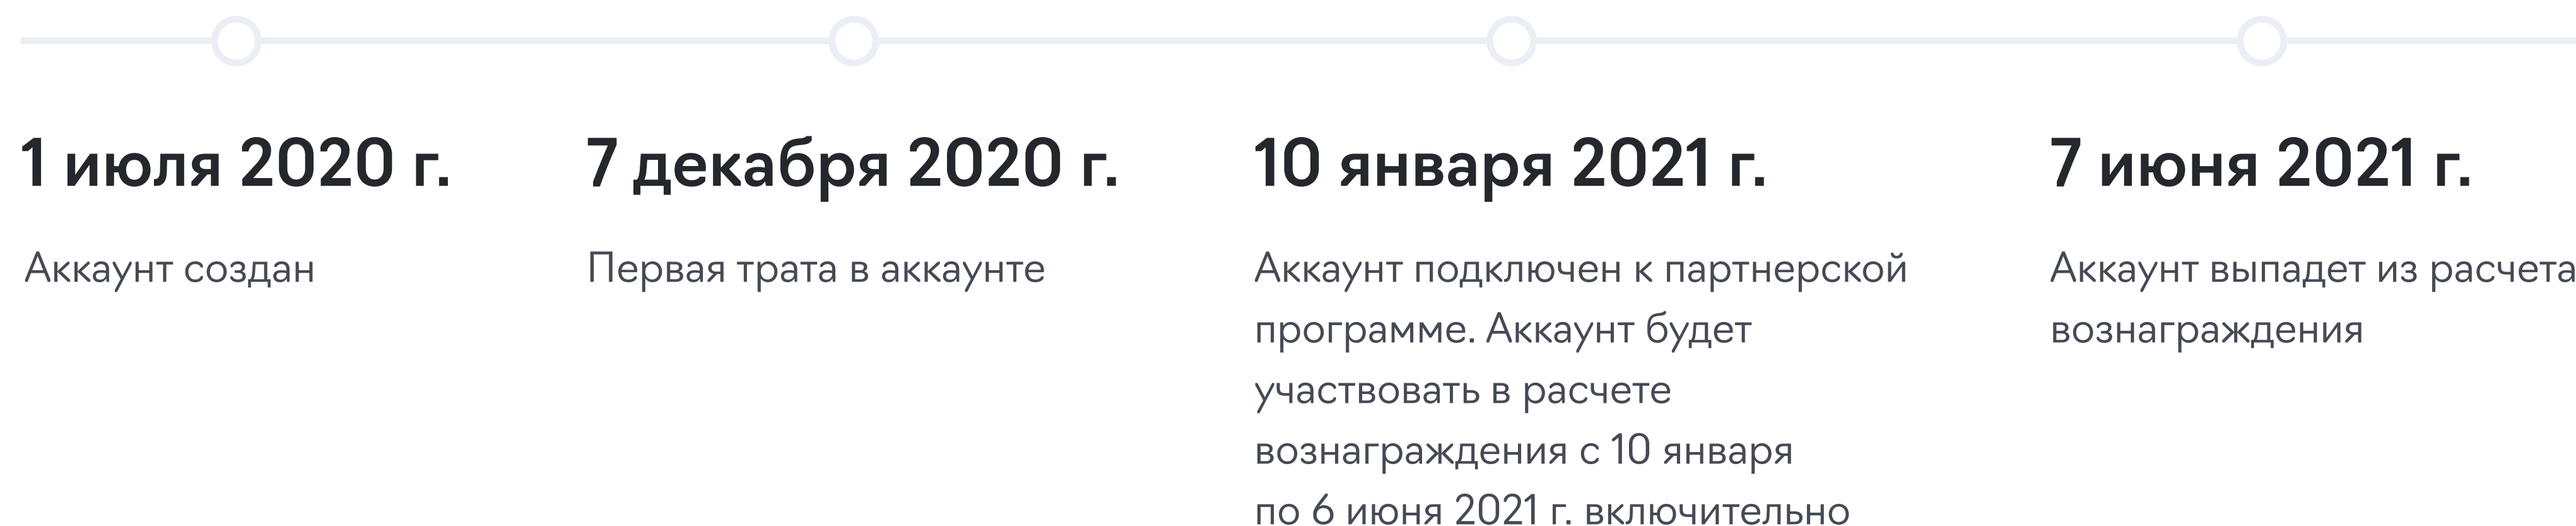 1 июля 2020 г.
Аккаунт создан
7 декабря 2020 г.
Первая трата в аккаунте
10 января 2021 г.
Аккаунт подключен к партнерской
программе. Аккаунт будет
участвовать в расчете
вознаграждения с 10 января
по 6 июня 2021 г. включительно
7 июня 2021 г.
Аккаунт выпадет из расчета
вознаграждения